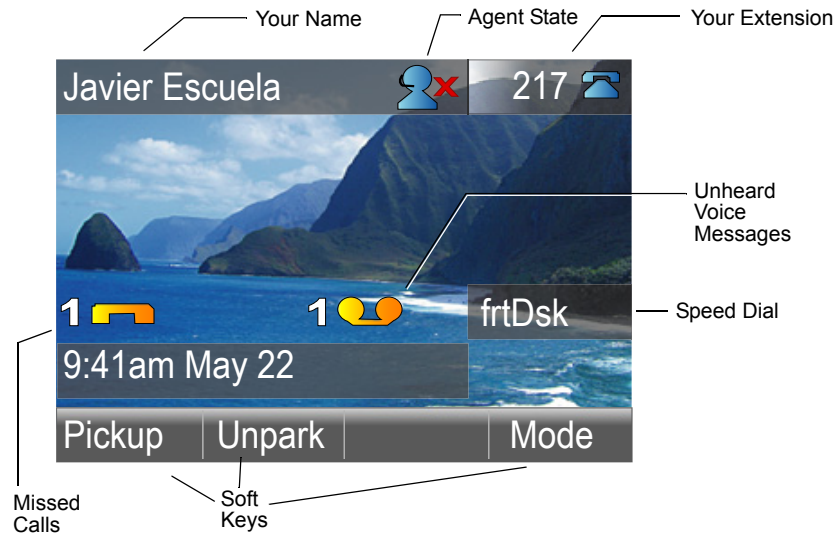 Your Name
Agent State
Your Extension
Javier Escuela
217
Unheard
Voice
Messages
1
1
frtDsk
Speed Dial
9:41am May 22
Pickup
Unpark
Mode
Missed
Calls
Soft
Keys